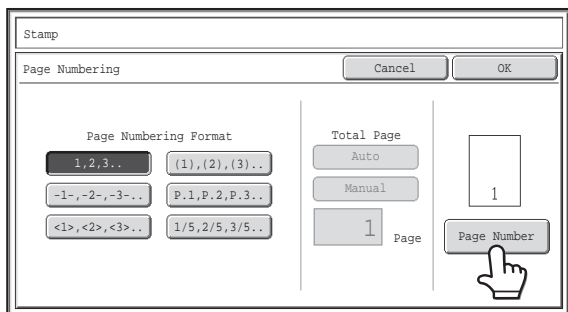 Stamp
Page Numbering
Cancel
OK
Page Numbering Format
1,2,3..
(1),(2),(3)..
-1-,-2-,-3-..
P.1,P.2,P.3..
<1>,<2>,<3>..
1/5,2/5,3/5..
Total Page
Auto
Manual
1 Page
1
Page Number